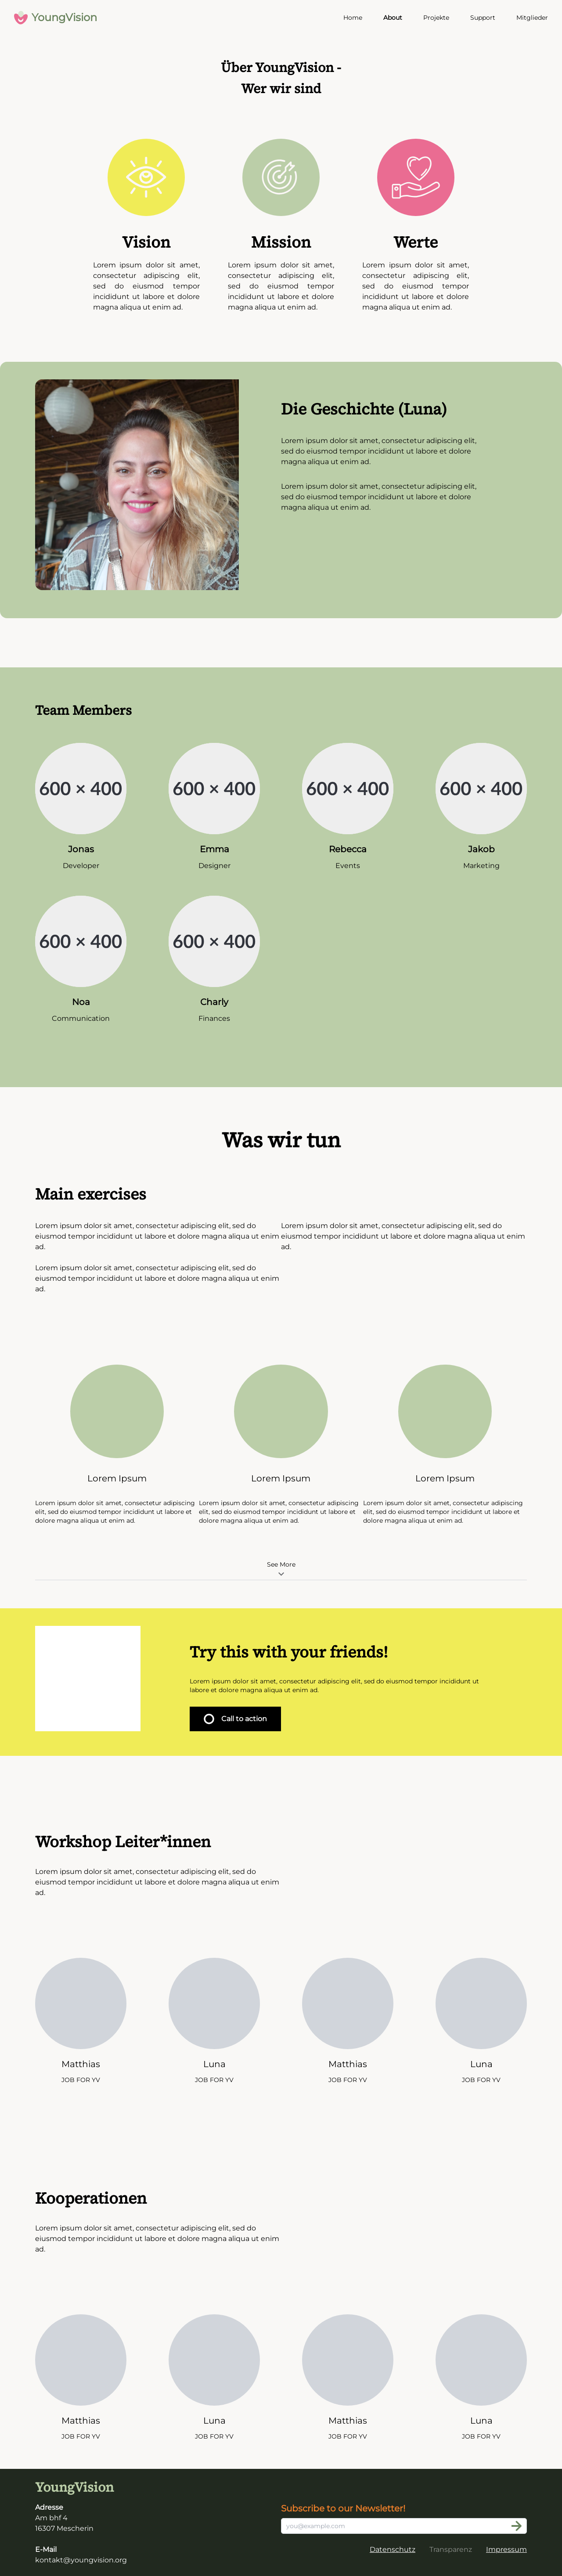 YoungVision
Home
About
Projekte
Support
Mitglieder
Über YoungVision -
Wer wir sind
Vision
Lorem ipsum dolor sit amet,
consectetur adipiscing elit,
sed do eiusmod tempor
incididunt ut labore et dolore
magna aliqua ut enim ad.
Mission
Lorem ipsum dolor sit amet,
consectetur adipiscing elit,
sed do eiusmod tempor
incididunt ut labore et dolore
magna aliqua ut enim ad.
Werte
Lorem ipsum dolor sit amet,
consectetur adipiscing elit,
sed do eiusmod tempor
incididunt ut labore et dolore
magna aliqua ut enim ad.
Die Geschichte (Luna)
Lorem ipsum dolor sit amet, consectetur adipiscing elit,
sed do eiusmod tempor incididunt ut labore et dolore
magna aliqua ut enim ad.
Lorem ipsum dolor sit amet, consectetur adipiscing elit,
sed do eiusmod tempor incididunt ut labore et dolore
magna aliqua ut enim ad.
Team Members
600 × 400
Jonas
Developer
600 × 400
Emma
Designer
600 × 400
Rebecca
Events
600 × 400
Jakob
Marketing
600 × 400
Noa
Communication
600 × 400
Charly
Finances
Was wir tun
Main exercises
Lorem ipsum dolor sit amet, consectetur adipiscing elit, sed do
eiusmod tempor incididunt ut labore et dolore magna aliqua ut enim
ad.
Lorem ipsum dolor sit amet, consectetur adipiscing elit, sed do
eiusmod tempor incididunt ut labore et dolore magna aliqua ut enim
ad.
Lorem ipsum dolor sit amet, consectetur adipiscing elit, sed do
eiusmod tempor incididunt ut labore et dolore magna aliqua ut enim
ad.
Lorem Ipsum
Lorem ipsum dolor sit amet, consectetur adipiscing
elit, sed do eiusmod tempor incididunt ut labore et
dolore magna aliqua ut enim ad.
Lorem Ipsum
Lorem ipsum dolor sit amet, consectetur adipiscing
elit, sed do eiusmod tempor incididunt ut labore et
dolore magna aliqua ut enim ad.
Lorem Ipsum
Lorem ipsum dolor sit amet, consectetur adipiscing
elit, sed do eiusmod tempor incididunt ut labore et
dolore magna aliqua ut enim ad.
See More
Try this with your friends!
Lorem ipsum dolor sit amet, consectetur adipiscing elit, sed do eiusmod tempor incididunt ut
labore et dolore magna aliqua ut enim ad.
Call to action
Workshop Leiter*innen
Lorem ipsum dolor sit amet, consectetur adipiscing elit, sed do
eiusmod tempor incididunt ut labore et dolore magna aliqua ut enim
ad.
Matthias
JOB FOR YV
Luna
JOB FOR YV
Matthias
JOB FOR YV
Luna
JOB FOR YV
Kooperationen
Lorem ipsum dolor sit amet, consectetur adipiscing elit, sed do
eiusmod tempor incididunt ut labore et dolore magna aliqua ut enim
ad.
Matthias
JOB FOR YV
Luna
JOB FOR YV
Matthias
JOB FOR YV
Luna
JOB FOR YV
YoungVision
Adresse
Am bhf 4
16307 Mescherin
E-Mail
kontakt@youngvision.org
Subscribe to our Newsletter!
you@example.com
Datenschutz
Transparenz
Impressum